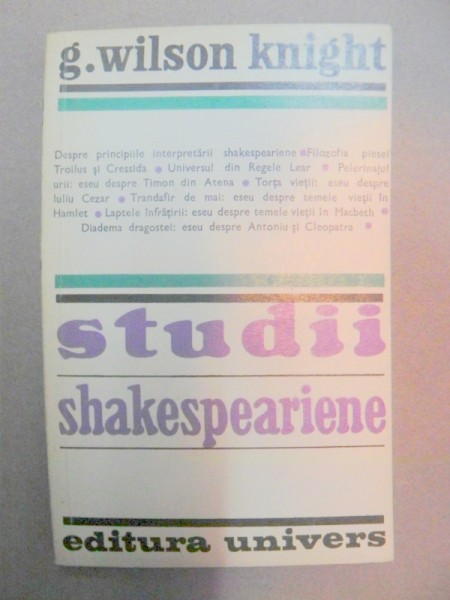 g. wilson knight
Despre principiile interpretării shakespeariene • Filozofia piesei
Troilus și Cressida • Universul din Regele Lear • Pelerinajul
urii: eseu despre Timon din Atena • Torța vieții: eseu despre
Iuliu Cezar • Trandafir de mai: eseu despre temele vieții în
Hamlet • Laptele înfrățirii: eseu despre temele vieții în Macbeth •
Diadema dragostei: eseu despre Antoniu și Cleopatra •
studii
shakespeariene
editura univers